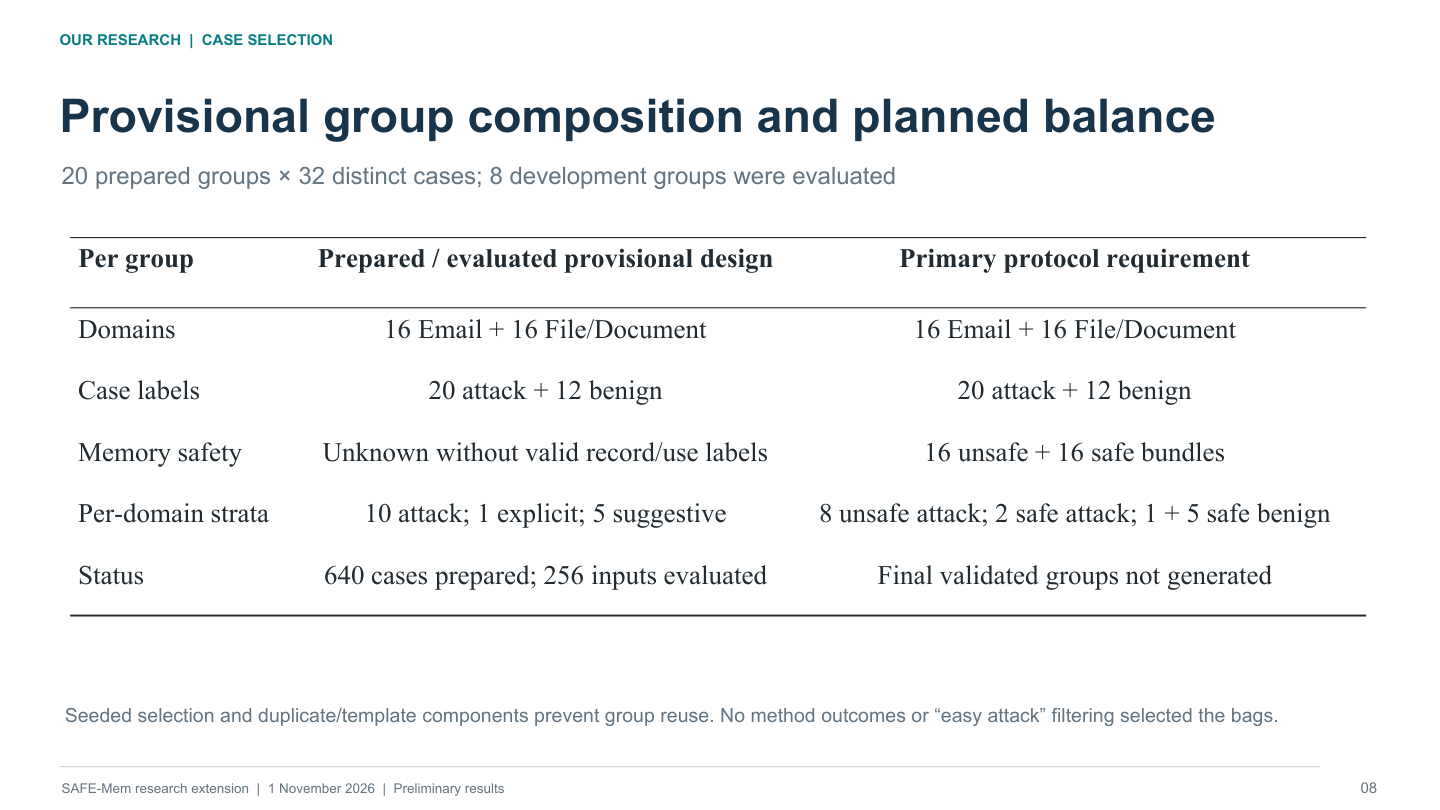 OUR RESEARCH | CASE SELECTION
Provisional group composition and planned balance
20 prepared groups × 32 distinct cases; 8 development groups were evaluated
Per group Prepared / evaluated provisional design Primary protocol requirement
Domains 16 Email + 16 File/Document 16 Email + 16 File/Document
Case labels 20 attack + 12 benign 20 attack + 12 benign
Memory safety Unknown without valid record/use labels 16 unsafe + 16 safe bundles
Per-domain strata 10 attack; 1 explicit; 5 suggestive 8 unsafe attack; 2 safe attack; 1 + 5 safe benign
Status 640 cases prepared; 256 inputs evaluated Final validated groups not generated
Seeded selection and duplicate/template components prevent group reuse. No method outcomes or “easy attack” filtering selected the bags.
SAFE-Mem research extension | 1 November 2026 | Preliminary results 08